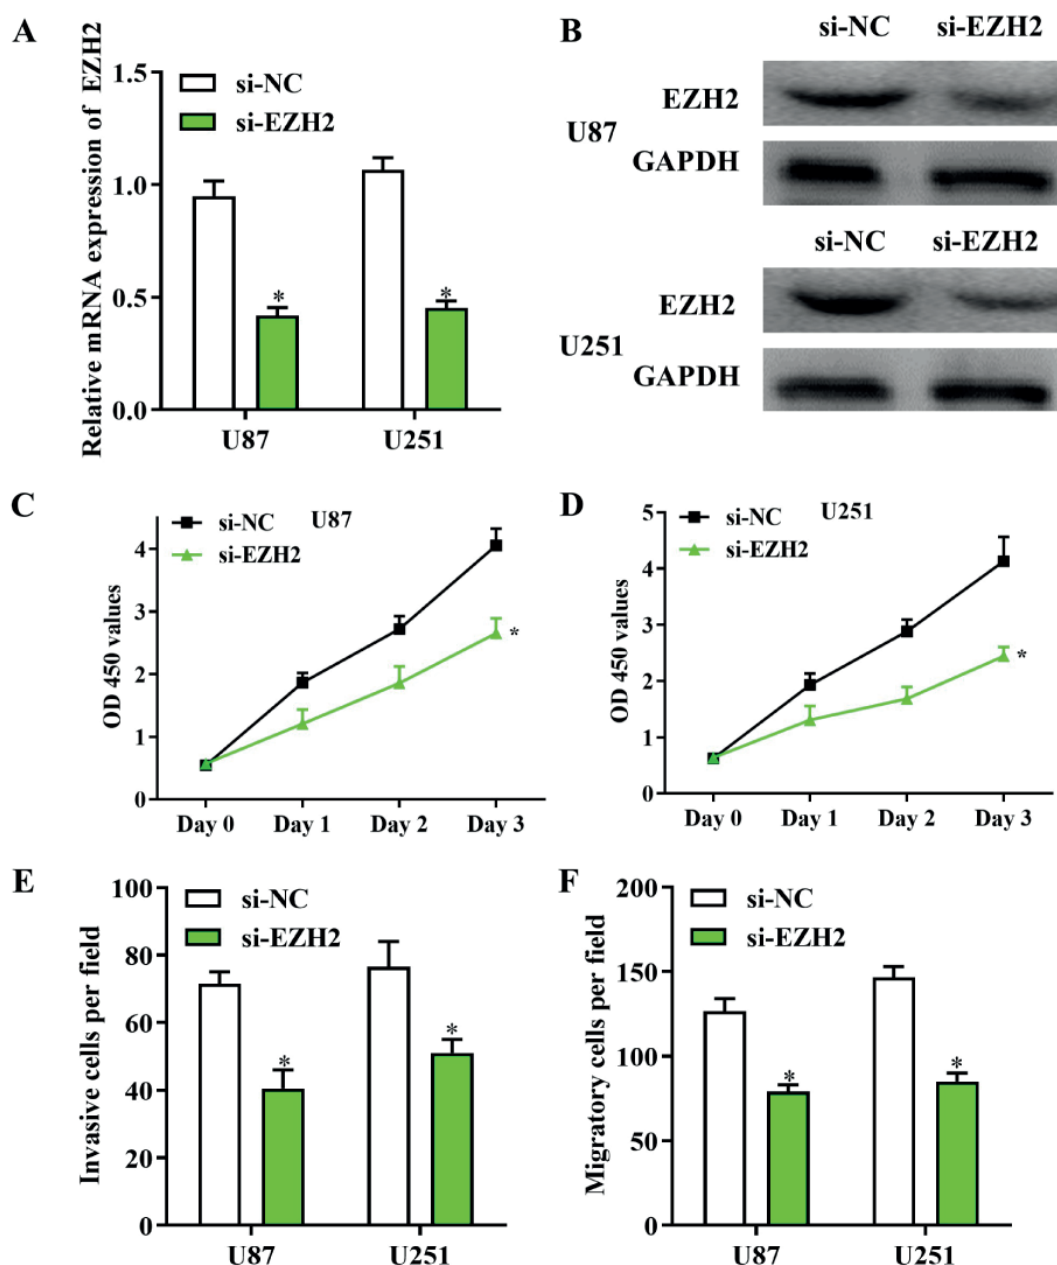 A
Relative mRNA expression of EZH2
1.5
1.0
0.5
0.0
si-NC
si-EZH2
*
*
U87
U251
B
si-NC
si-EZH2
EZH2
U87
GAPDH
si-NC
si-EZH2
EZH2
U251
GAPDH
C
si-NC
U87
si-EZH2
OD 450 values
4
3
2
1
0
*
Day 0
Day 1
Day 2
Day 3
D
si-NC
U251
si-EZH2
OD 450 values
5
4
3
2
1
0
*
Day 0
Day 1
Day 2
Day 3
E
Invasive cells per field
100
80
60
40
20
0
si-NC
si-EZH2
*
*
U87
U251
F
Migratory cells per field
200
150
100
50
0
si-NC
si-EZH2
*
*
U87
U251